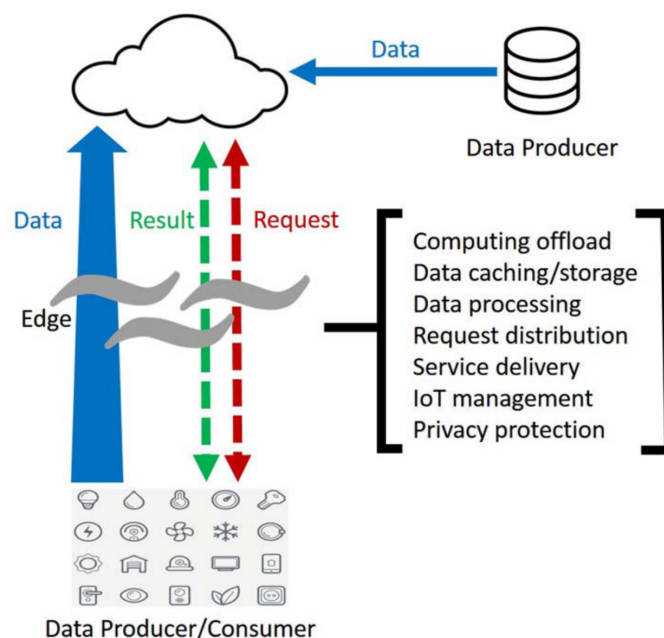 Data
Data Producer
Data
Result
Request
Edge
Computing offload
Data caching/storage
Data processing
Request distribution
Service delivery
IoT management
Privacy protection
Data Producer/Consumer